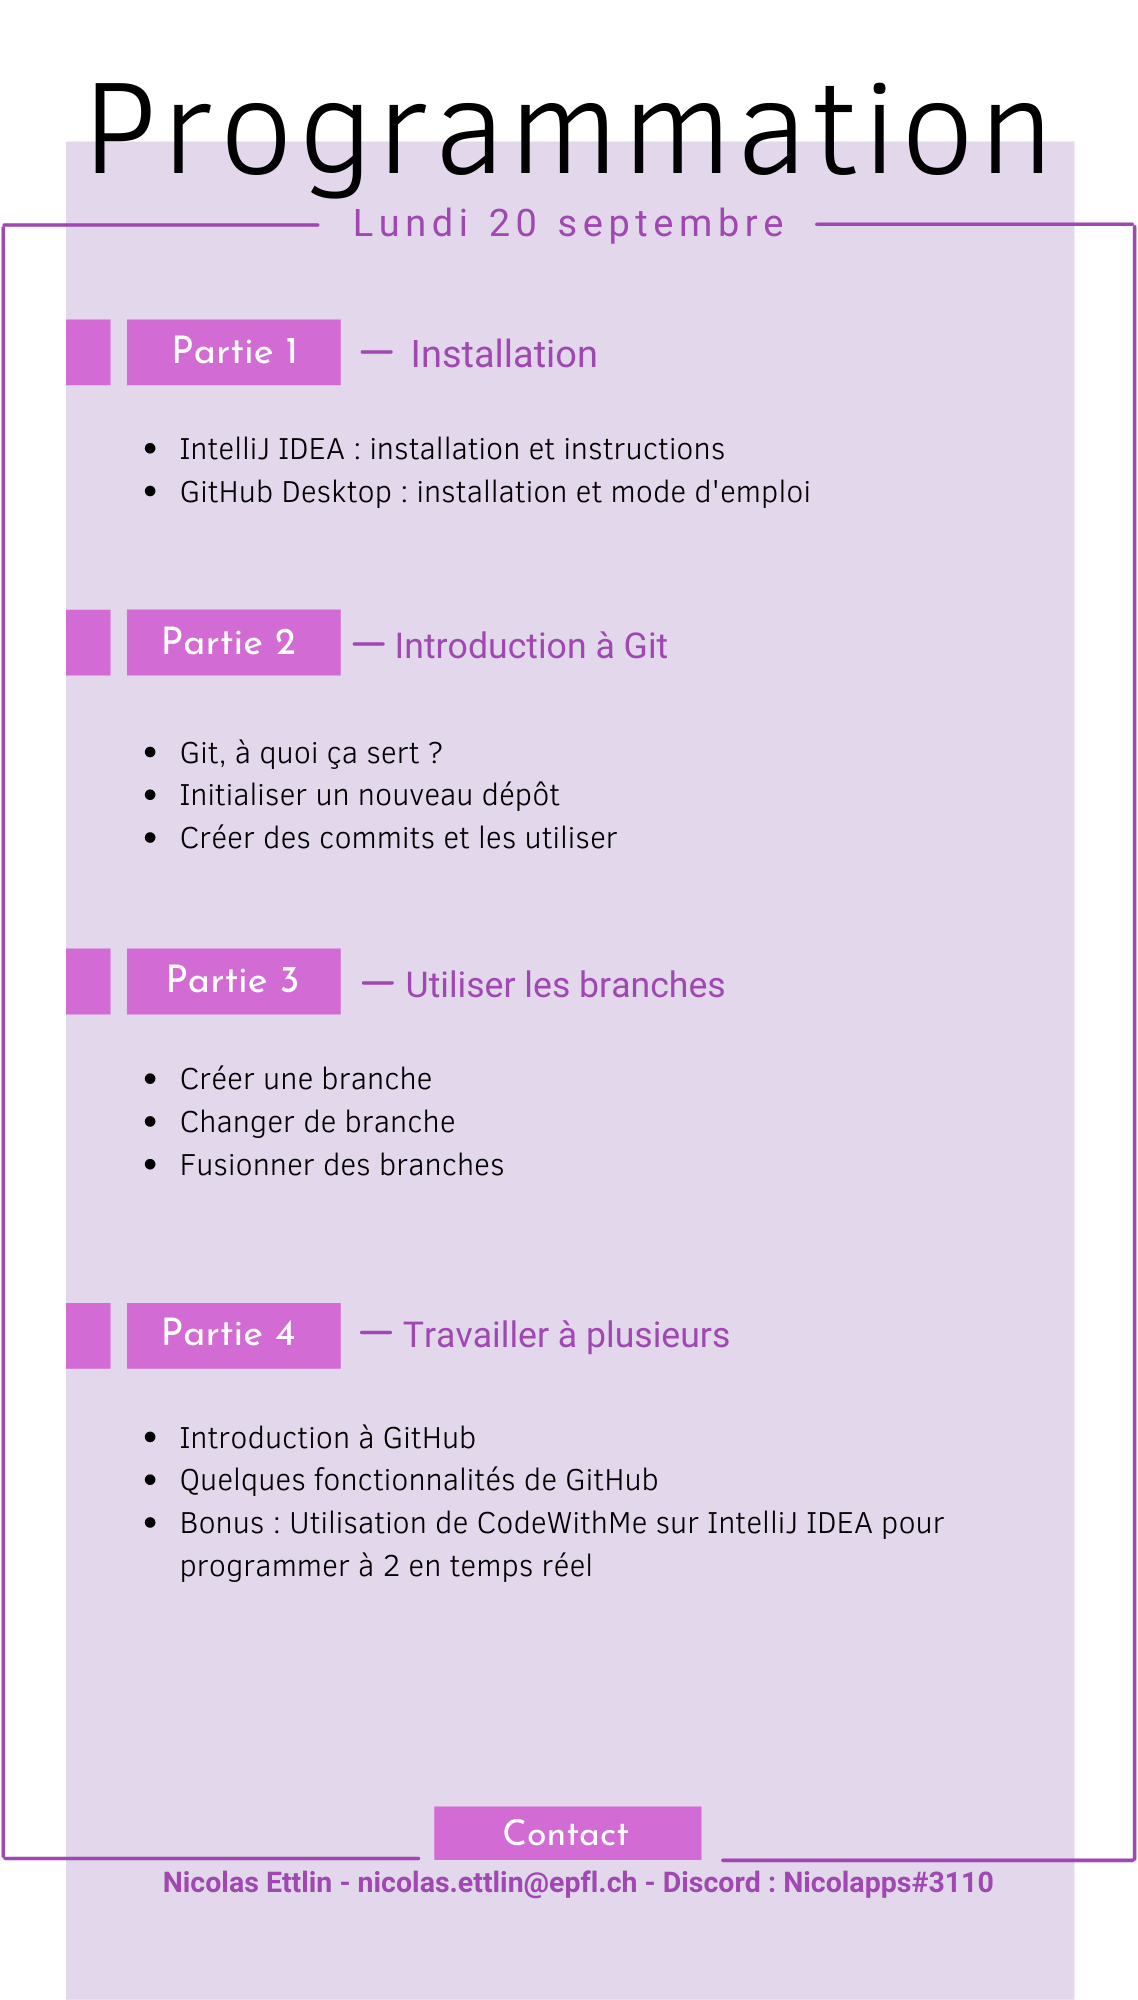 Programmation
Lundi 20 septembre
Partie 1 — Installation
• IntelliJ IDEA : installation et instructions
• GitHub Desktop : installation et mode d'emploi
Partie 2 — Introduction à Git
• Git, à quoi ça sert ?
• Initialiser un nouveau dépôt
• Créer des commits et les utiliser
Partie 3 — Utiliser les branches
• Créer une branche
• Changer de branche
• Fusionner des branches
Partie 4 — Travailler à plusieurs
• Introduction à GitHub
• Quelques fonctionnalités de GitHub
• Bonus : Utilisation de CodeWithMe sur IntelliJ IDEA pour
programmer à 2 en temps réel
Contact
Nicolas Ettlin - nicolas.ettlin@epfl.ch - Discord : Nicolapps#3110